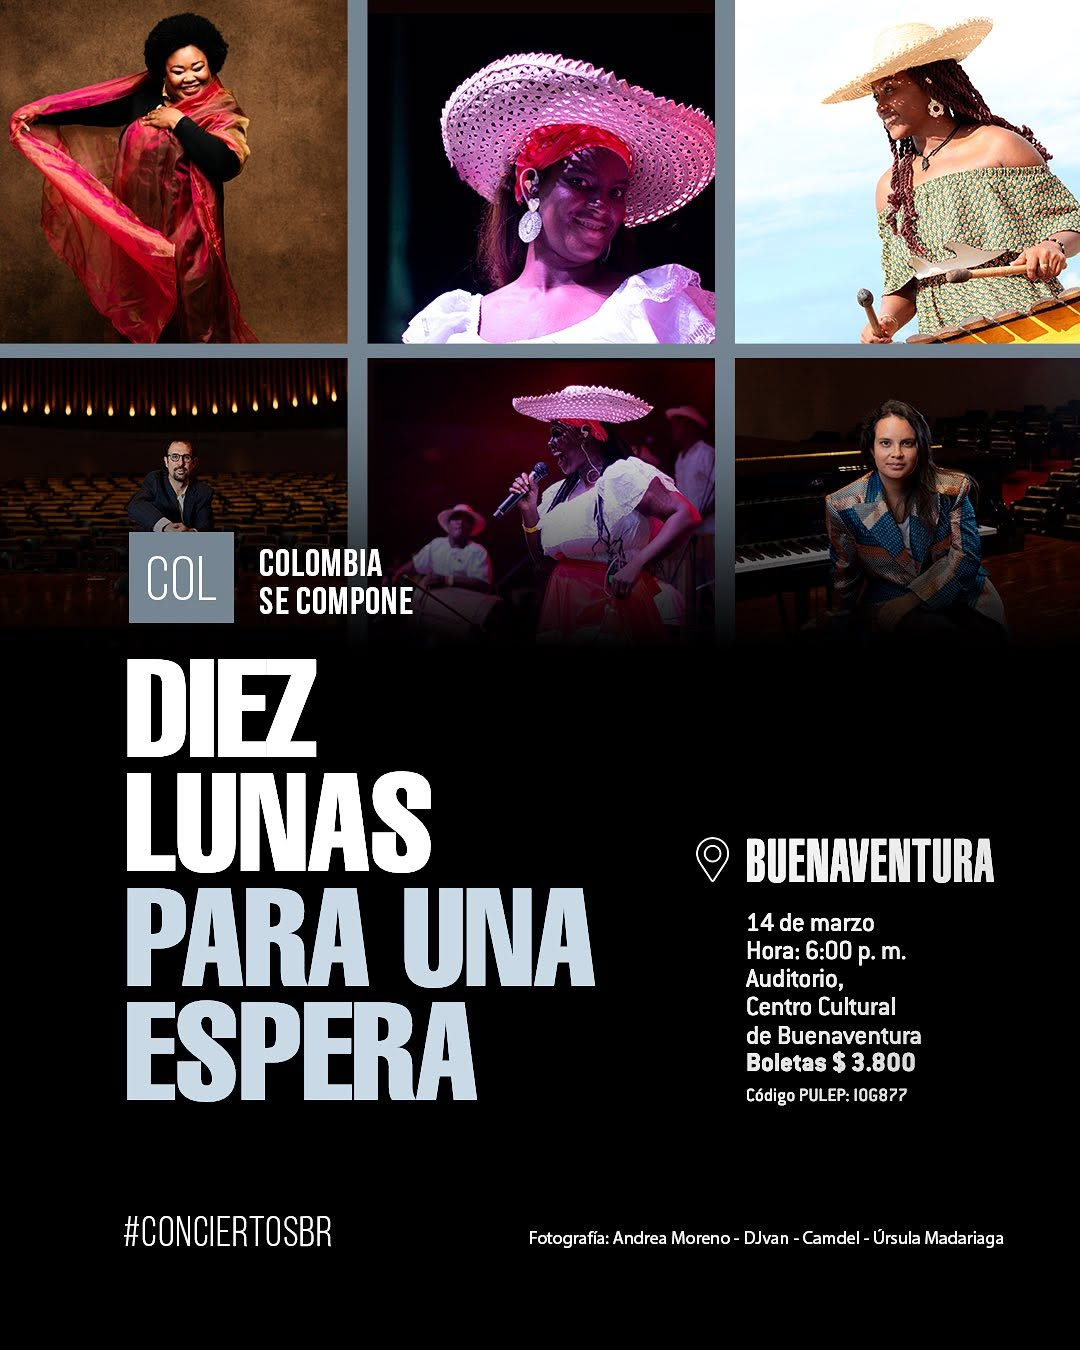 COL
COLOMBIA
SE COMPONE
DIEZ
LUNAS
PARA UNA
ESPERA
BUENAVENTURA
14 de marzo
Hora: 6:00 p. m.
Auditorio,
Centro Cultural
de Buenaventura
Boletas $ 3.800
Código PULEP: IOG877
#CONCIERTOSBR
Fotografía: Andrea Moreno - DJvan - Camdel - Úrsula Madariaga